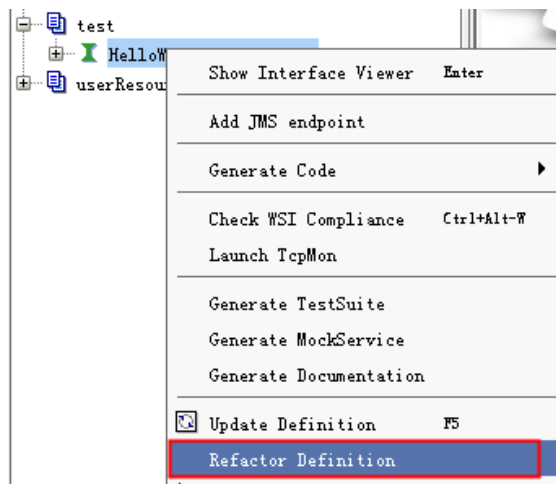 test
HelloW
userResou
Show Interface Viewer Enter
Add JMS endpoint
Generate Code
Check WSI Compliance Ctrl+Alt-W
Launch TcpMon
Generate TestSuite
Generate MockService
Generate Documentation
Update Definition F5
Refactor Definition